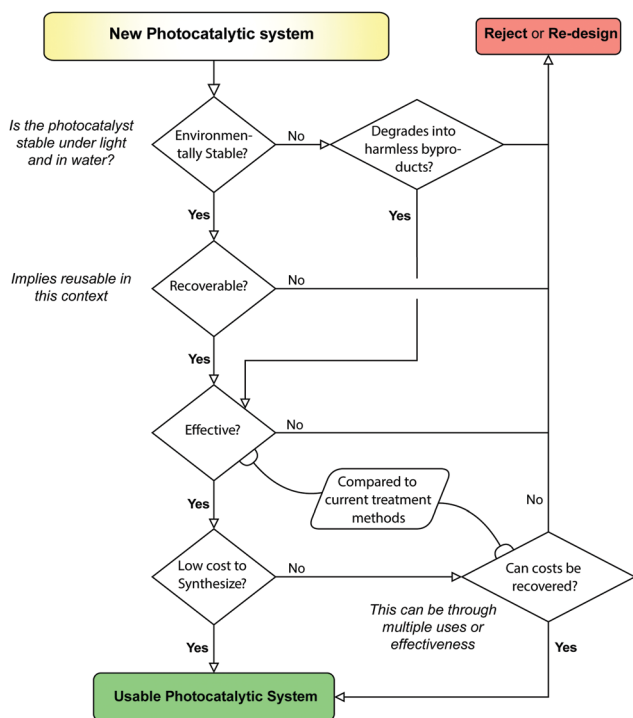 New Photocatalytic system
Reject or Re-design
Is the photocatalyst
stable under light
and in water?
Environmen-
tally Stable?
No
Degrades into
harmless bypro-
ducts?
Yes
Yes
Implies reusable in
this context
Recoverable?
No
Yes
Effective?
No
Compared to
current treatment
methods
Yes
No
Low cost to
Synthesize?
No
Can costs be
recovered?
This can be through
multiple uses or
effectiveness
Yes
Yes
Usable Photocatalytic System